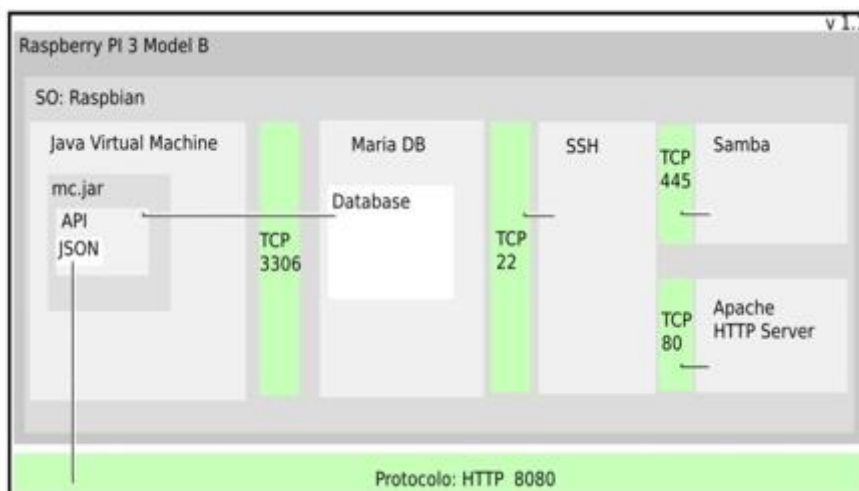 v 1.
Raspberry PI 3 Model B
SO: Raspbian
Java Virtual Machine
mc.jar
API
JSON
TCP
3306
Maria DB
Database
TCP
22
SSH
TCP
445
Samba
TCP
80
Apache
HTTP Server
Protocolo: HTTP 8080